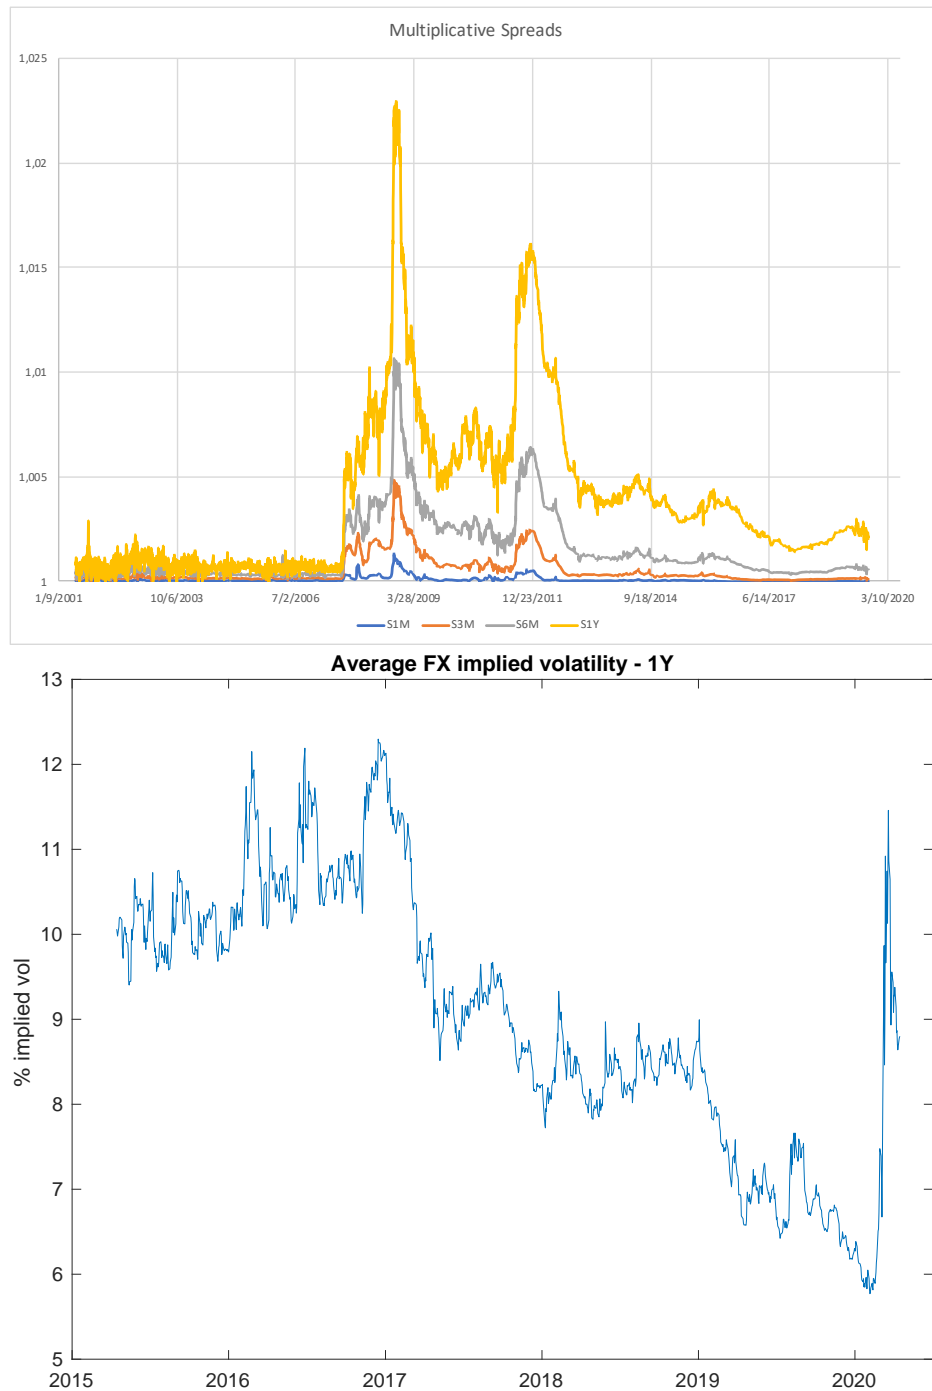 Multiplicative Spreads
1,025
1,02
1,015
1,01
1,005
1
1/9/2001 10/6/2003 7/2/2006 3/28/2009 12/23/2011 9/18/2014 6/14/2017 3/10/2020
S1M S3M S6M S1Y
Average FX implied volatility - 1Y
% implied vol
13
12
11
10
9
8
7
6
5
2015 2016 2017 2018 2019 2020